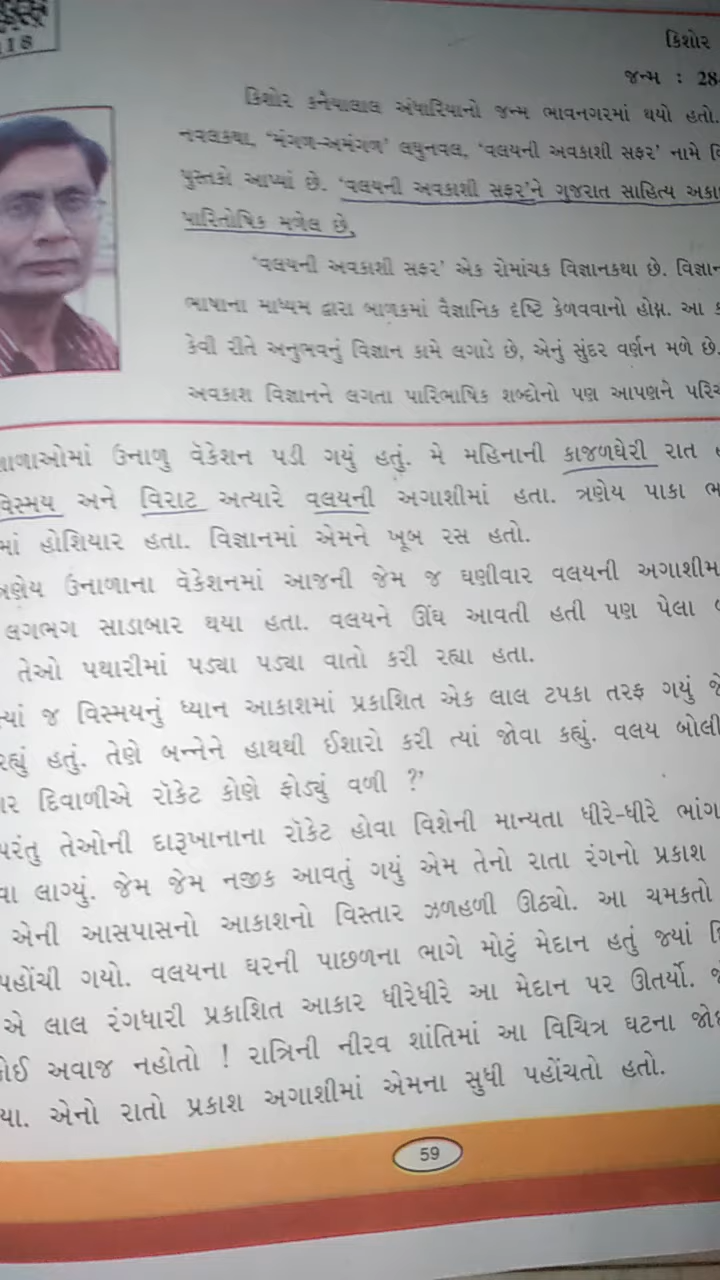 118
કિશોર
જન્મ : 28
કિશોર કનૈયાલાલ અંધારિયાનો જન્મ ભાવનગરમાં થયો હતો.
નવલકથા, ‘મંગળ-અમંગળ’ લઘુનવલ, ‘વલયની અવકાશી સફર’ નામે
પુસ્તકો આપ્યાં છે. ‘વલયની અવકાશી સફર’ને ગુજરાત સાહિત્ય
પારિતોષિક મળેલ છે.
‘વલયની અવકાશી સફર’ એક રોમાંચક વિજ્ઞાનકથા છે.
ભાષાના માધ્યમ દ્વારા બાળકમાં વૈજ્ઞાનિક દૃષ્ટિ કેળવવાનો હોય. આ
કેવી રીતે અનુભવનું વિજ્ઞાન કામે લગાડે છે, એનું સુંદર વર્ણન મળે છે.
અવકાશ વિજ્ઞાનને લગતા પારિભાષિક શબ્દોનો પણ આપણને
ઉનાળુ વૅકેશન પડી ગયું હતું. મે મહિનાની કાજળઘેરી રાત
વિસ્મય અને વિરાટ અત્યારે વલયની અગાશીમાં હતા. ત્રણેય પાકા
હોશિયાર હતા. વિજ્ઞાનમાં એમને ખૂબ રસ હતો.
ઉનાળાના વૅકેશનમાં આજની જેમ જ ઘણીવાર વલયની
લગભગ સાડાબાર થયા હતા. વલયને ઊંઘ આવતી હતી પણ પેલા
તેઓ પથારીમાં પડ્યા પડ્યા વાતો કરી રહ્યા હતા.
જ વિસ્મયનું ધ્યાન આકાશમાં પ્રકાશિત એક લાલ ટપકા તરફ ગયું
રહ્યું હતું. તેણે બન્નેને હાથથી ઈશારો કરી ત્યાં જોવા કહ્યું. વલય
દિવાળીએ રૉકેટ કોણે ફોડ્યું વળી ?’
પરંતુ તેઓની દારૂખાનાના રૉકેટ હોવા વિશેની માન્યતા ધીરે-ધીરે
લાગ્યું. જેમ જેમ નજીક આવતું ગયું એમ તેનો રાતા રંગનો પ્રકાશ
એની આસપાસનો આકાશનો વિસ્તાર ઝળહળી ઊઠ્યો. આ ચમકતો
પહોંચી ગયો. વલયના ઘરની પાછળના ભાગે મોટું મેદાન હતું જ્યાં
એ લાલ રંગધારી પ્રકાશિત આકાર ધીરેધીરે આ મેદાન પર ઊતર્યો.
અવાજ નહોતો ! રાત્રિની નીરવ શાંતિમાં આ વિચિત્ર ઘટના
એનો રાતો પ્રકાશ અગાશીમાં એમના સુધી પહોંચતો હતો.
59